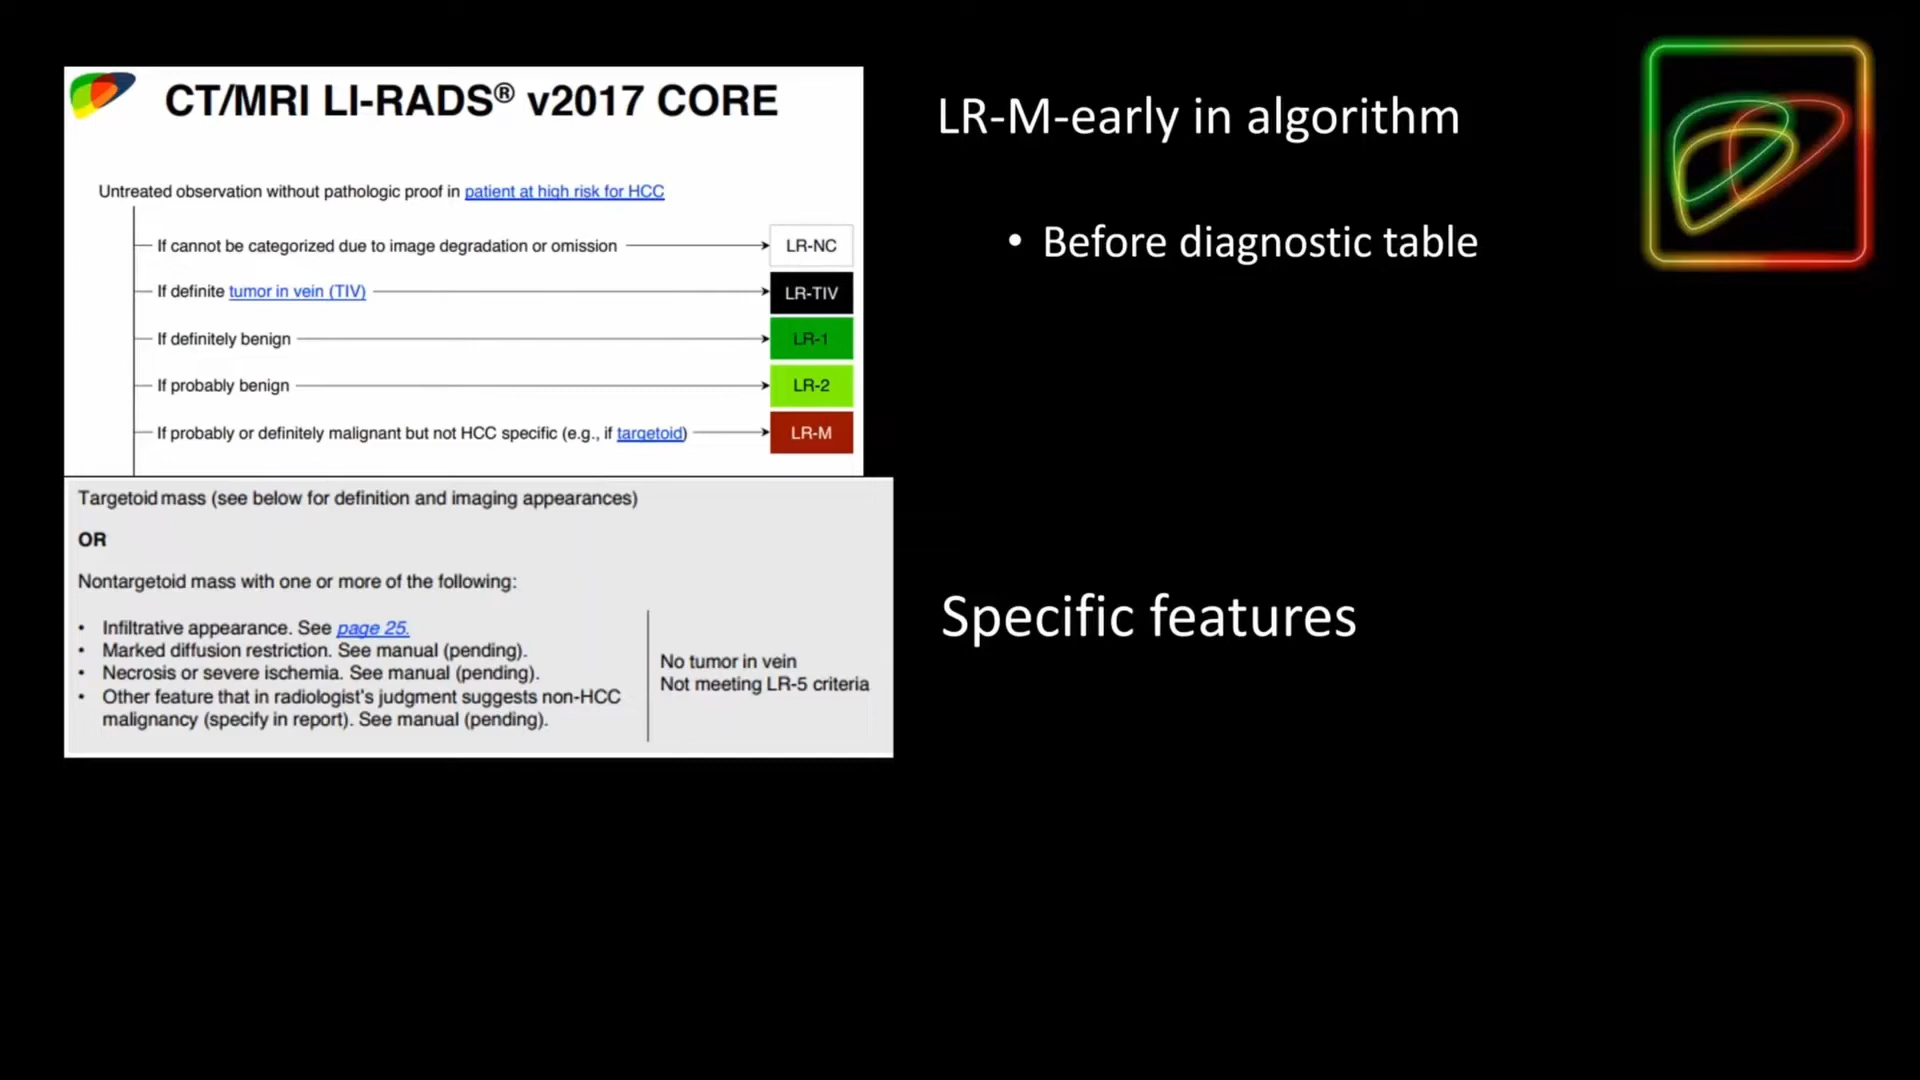 CT/MRI LI-RADS® v2017 CORE
Untreated observation without pathologic proof in patient at high risk for HCC
If cannot be categorized due to image degradation or omission LR-NC
If definite tumor in vein (TIV) LR-TIV
If definitely benign LR-1
If probably benign LR-2
If probably or definitely malignant but not HCC specific (e.g., if targetoid) LR-M
Targetoid mass (see below for definition and imaging appearances)
OR
Nontargetoid mass with one or more of the following:
• Infiltrative appearance. See page 25.
• Marked diffusion restriction. See manual (pending).
• Necrosis or severe ischemia. See manual (pending).
• Other feature that in radiologist's judgment suggests non-HCC
malignancy (specify in report). See manual (pending).
No tumor in vein
Not meeting LR-5 criteria
LR-M-early in algorithm
• Before diagnostic table
Specific features